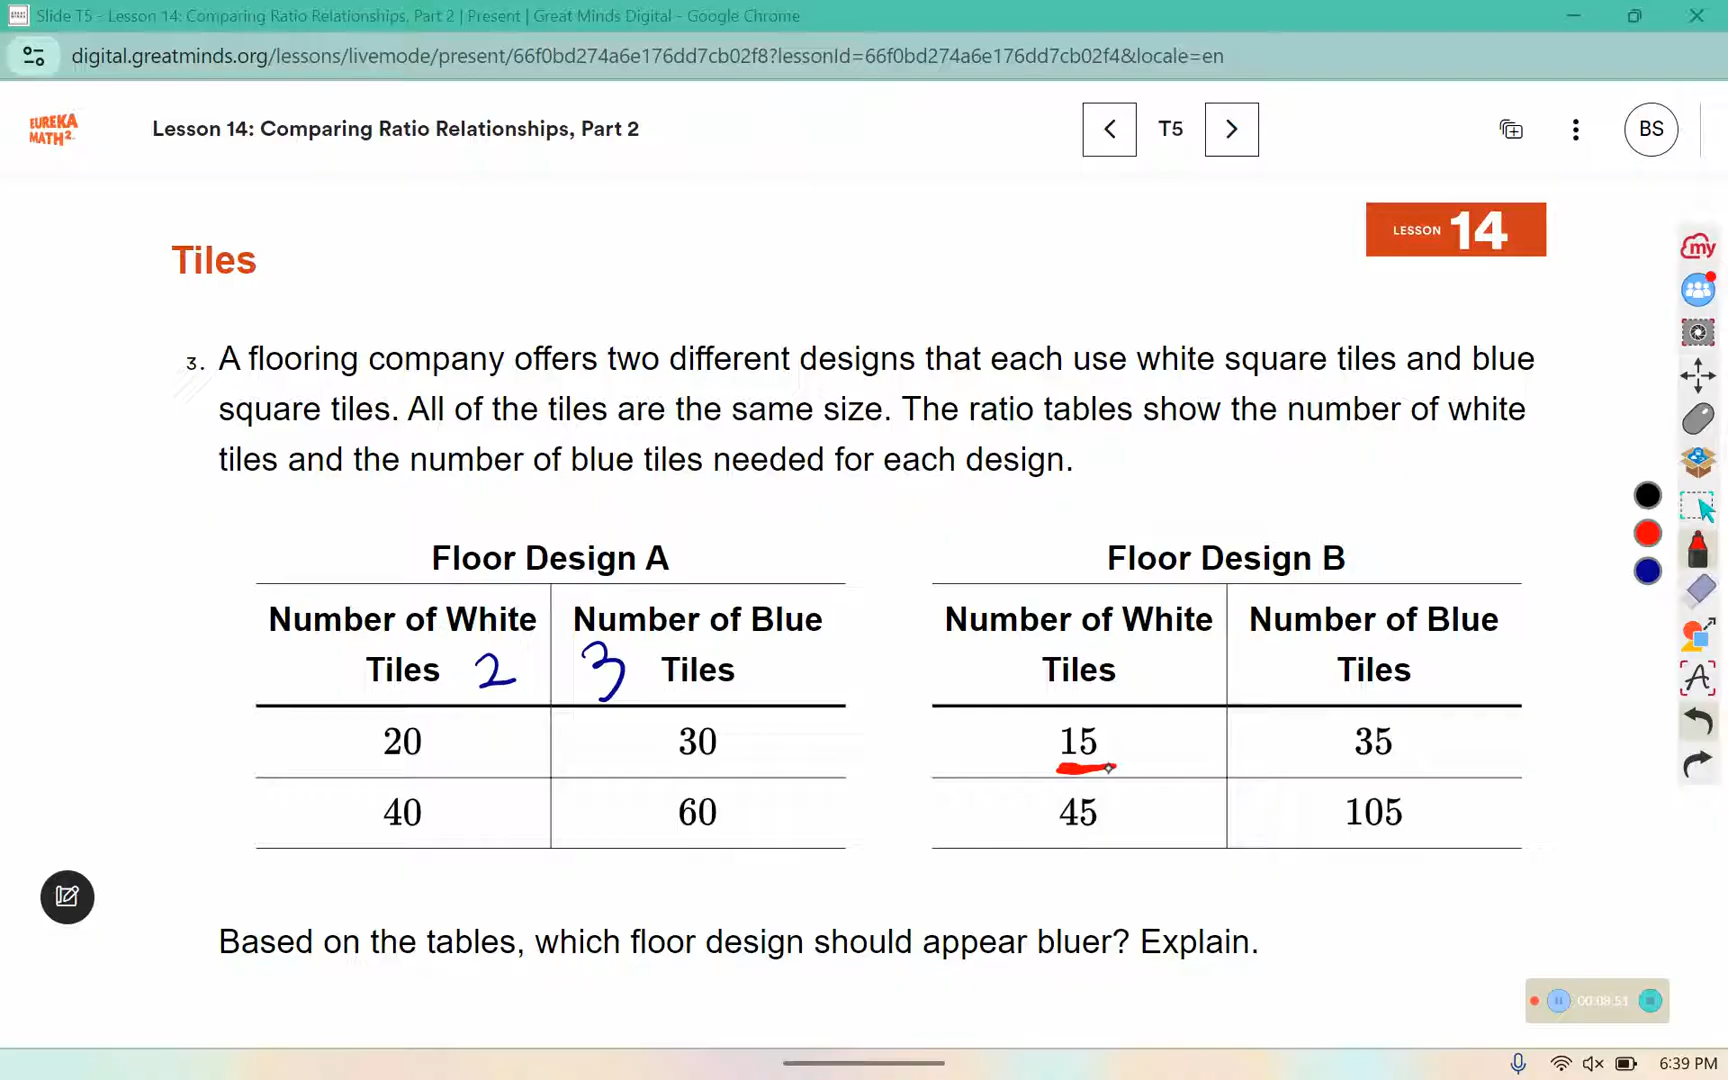 Slide T5 - Lesson 14: Comparing Ratio Relationships, Part 2 | Present | Great Minds Digital - Google Chrome
digital.greatminds.org/lessons/livemode/present/66f0bd274a6e176dd7cb02f8?lessonId=66f0bd274a6e176dd7cb02f4&locale=en
EUREKA
MATH2
Lesson 14: Comparing Ratio Relationships, Part 2
T5
BS
LESSON 14
Tiles
3. A flooring company offers two different designs that each use white square tiles and blue
square tiles. All of the tiles are the same size. The ratio tables show the number of white
tiles and the number of blue tiles needed for each design.
Floor Design A
Number of White Number of Blue
Tiles 2 3 Tiles
20 30
40 60
Floor Design B
Number of White Number of Blue
Tiles Tiles
15 35
45 105
Based on the tables, which floor design should appear bluer? Explain.
my
A
00:08:51
6:39 PM